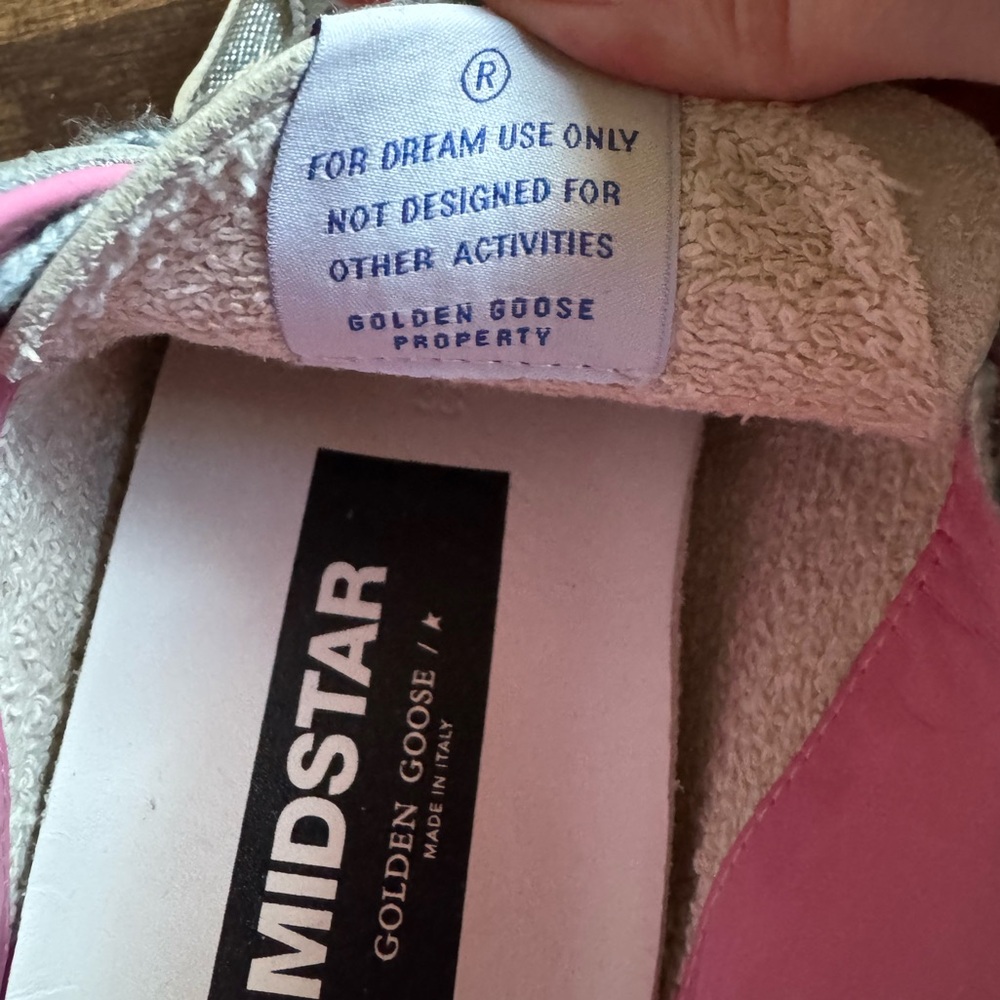 ®
FOR DREAM USE ONLY
NOT DESIGNED FOR
OTHER ACTIVITIES
GOLDEN GOOSE
PROPERTY
MIDSTAR
GOLDEN GOOSE / ★
MADE IN ITALY